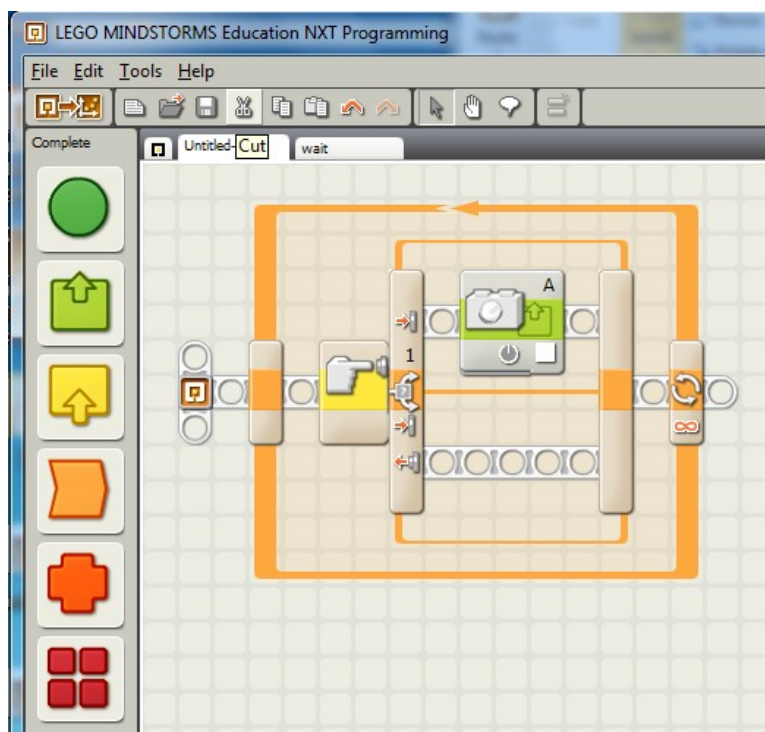 LEGO MINDSTORMS Education NXT Programming
File Edit Tools Help
Complete
Untitled- Cut wait
A
1